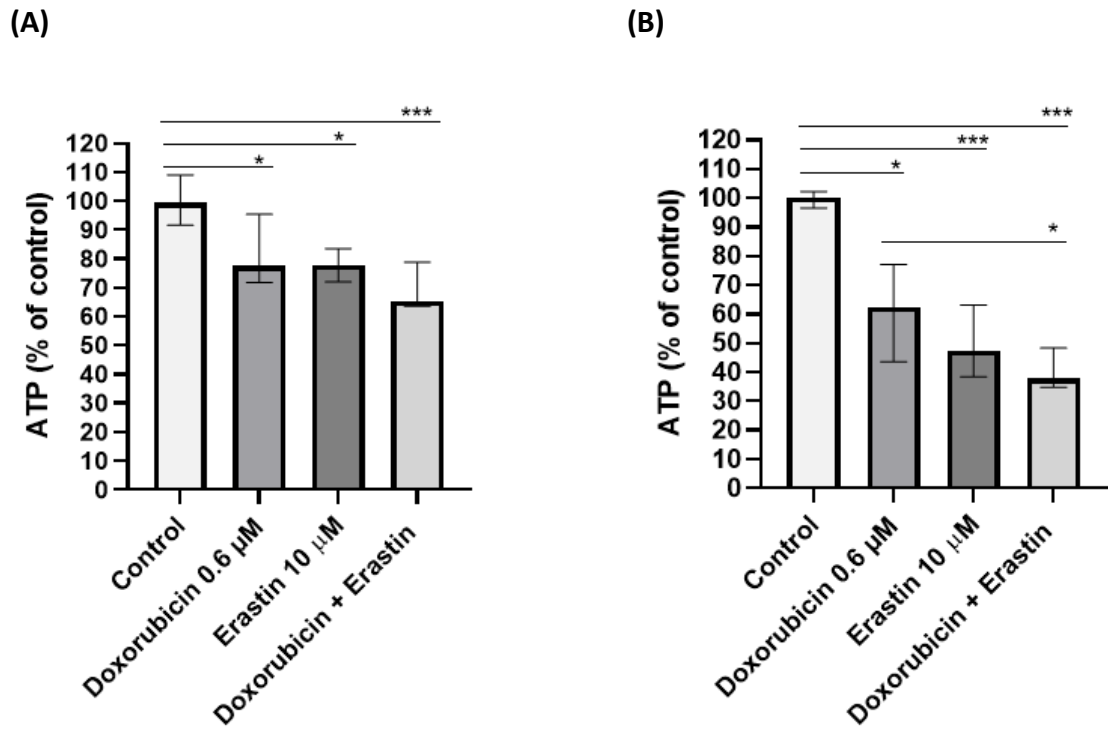 (A)
***
*
*
ATP (% of control)
120
110
100
90
80
70
60
50
40
30
20
10
0
Control
Doxorubicin 0.6 µM
Erastin 10 µM
Doxorubicin + Erastin
(B)
***
***
*
*
ATP (% of control)
120
110
100
90
80
70
60
50
40
30
20
10
0
Control
Doxorubicin 0.6 µM
Erastin 10 µM
Doxorubicin + Erastin